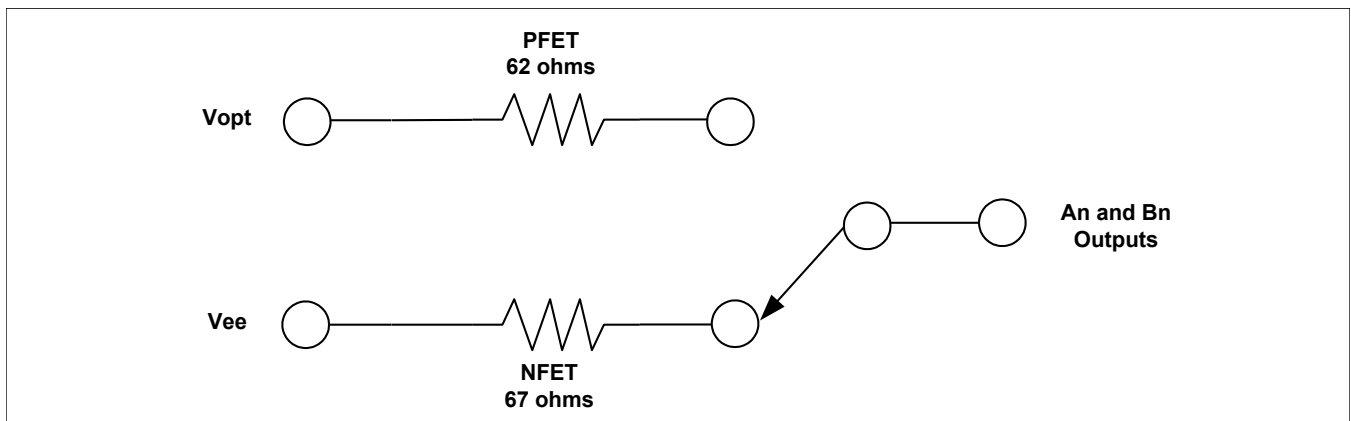 PFET
62 ohms
Vopt
An and Bn
Outputs
Vee
NFET
67 ohms